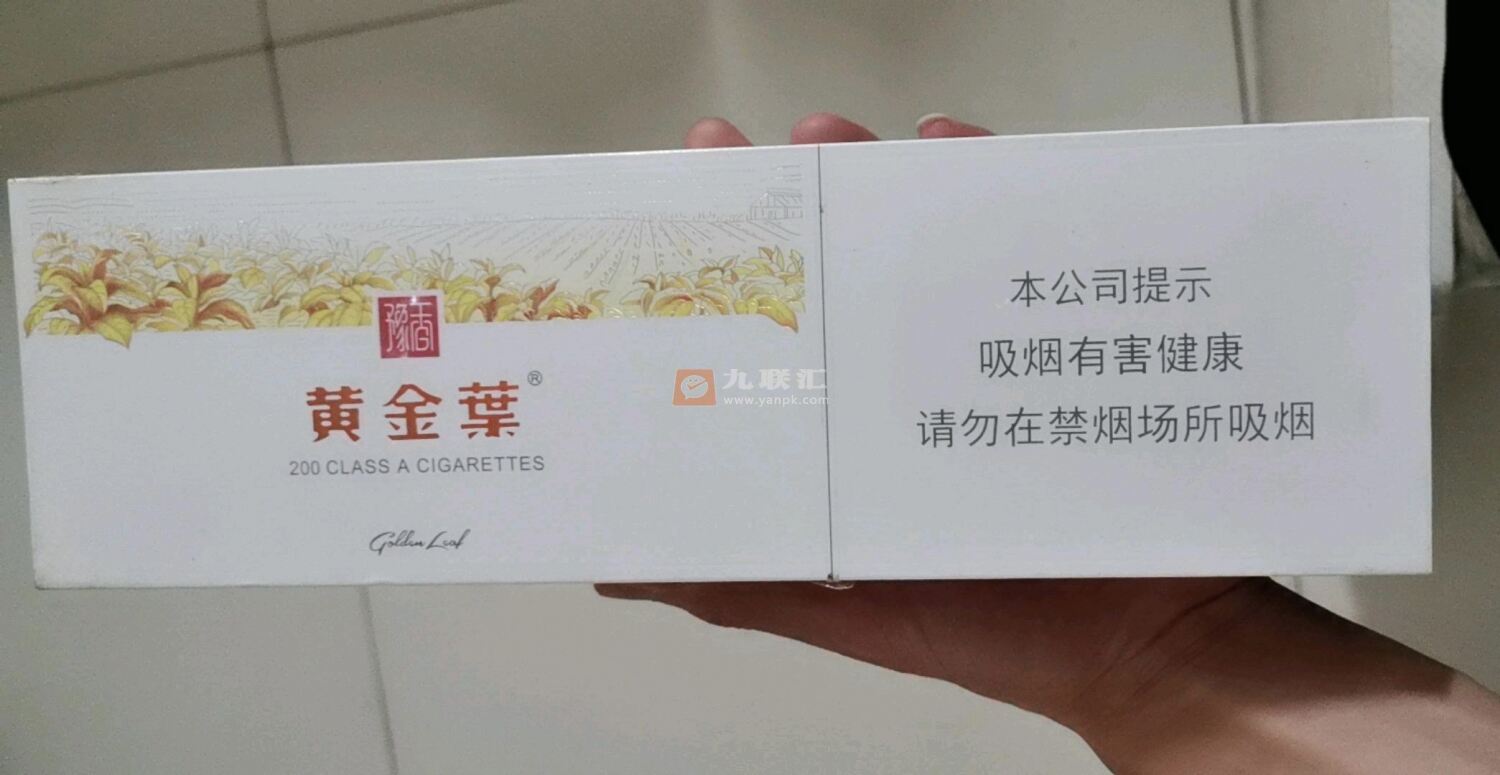 豫香
黄金葉®
200 CLASS A CIGARETTES
Golden Leaf
九联汇
www.yanpk.com
本公司提示
吸烟有害健康
请勿在禁烟场所吸烟